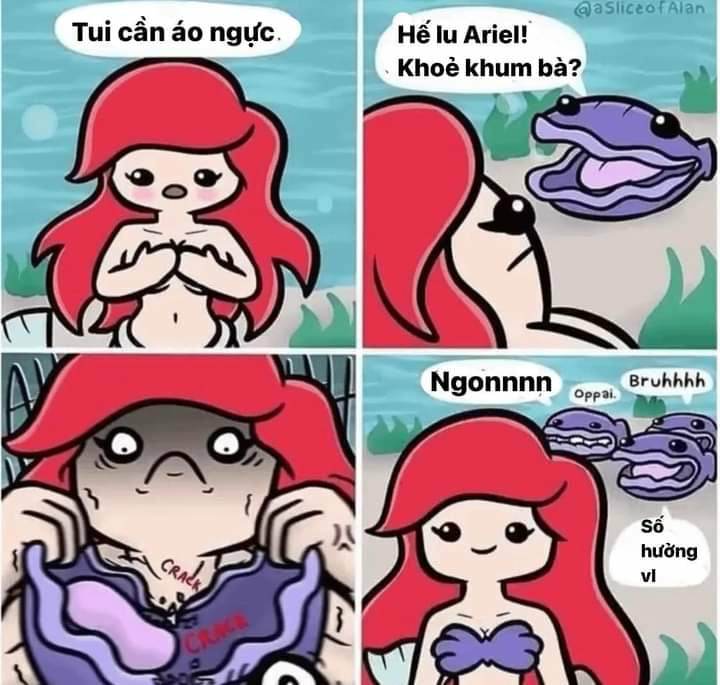 Tui cần áo ngực.
@aSliceofAlan
Hế lu Ariel!
Khoẻ khum bà?
CRACK
CRACK
Ngonnnn
Oppai.
Bruhhhh
Số
hưởng
vl